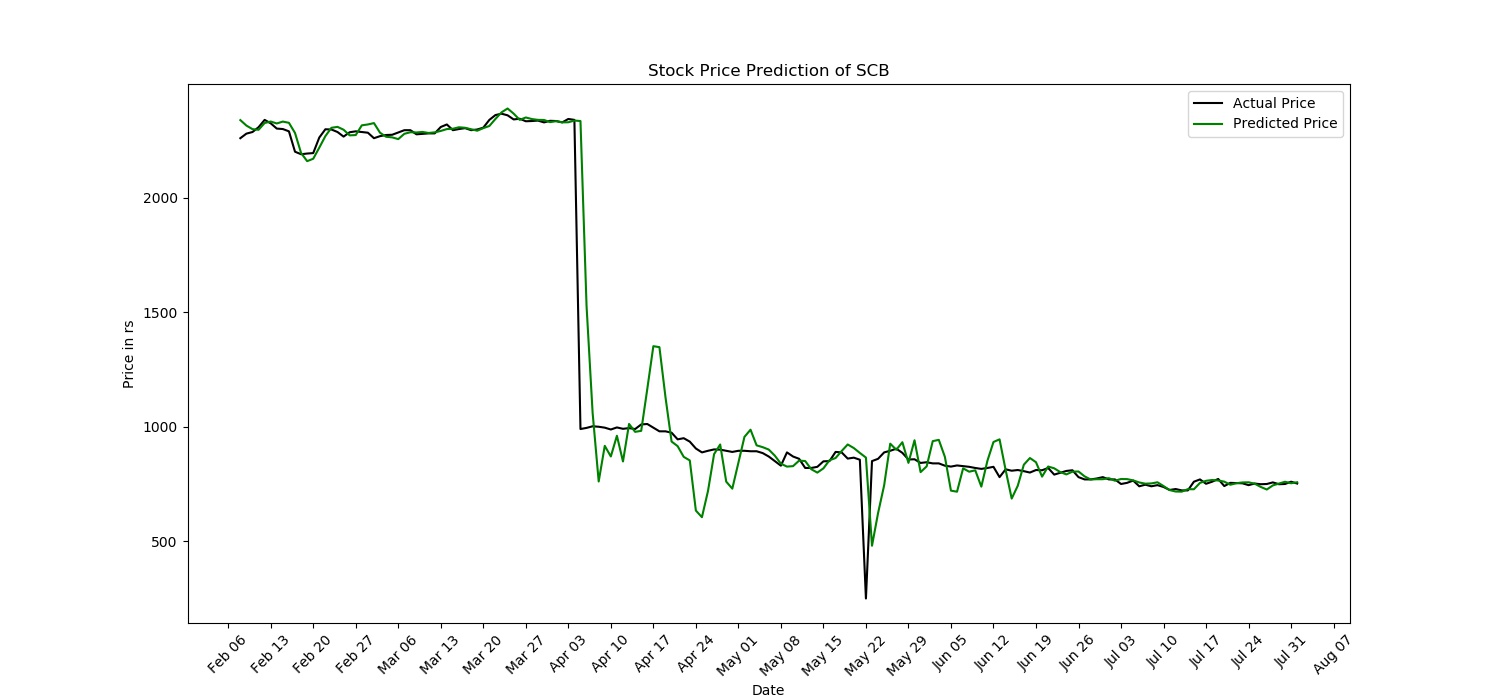 Stock Price Prediction of SCB
Actual Price
Predicted Price
Price in rs
2000
1500
1000
500
Feb 06
Feb 13
Feb 20
Feb 27
Mar 06
Mar 13
Mar 20
Mar 27
Apr 03
Apr 10
Apr 17
Apr 24
May 01
May 08
May 15
May 22
May 29
Jun 05
Jun 12
Jun 19
Jun 26
Jul 03
Jul 10
Jul 17
Jul 24
Jul 31
Aug 07
Date